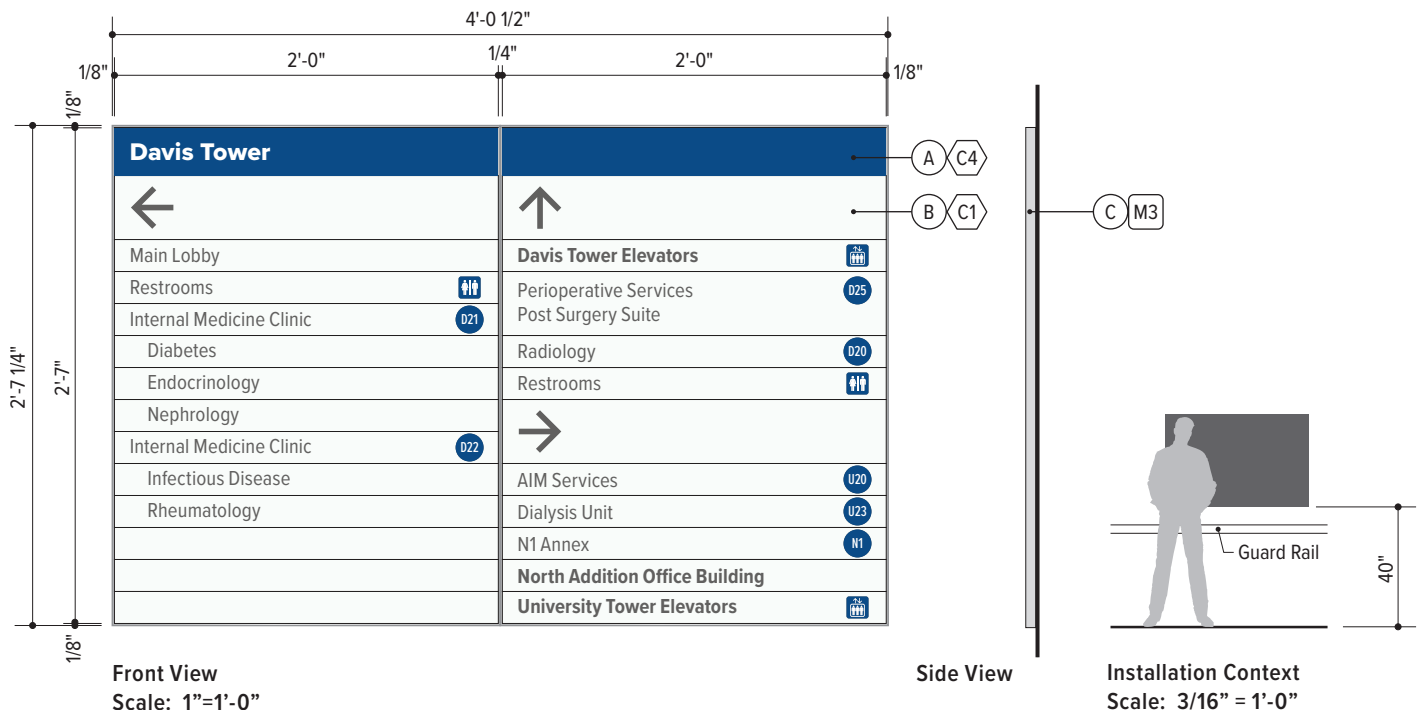 4'-0 1/2"
1/8"
2'-0"
1/4"
2'-0"
1/8"
1/8"
2'-7 1/4"
2'-7"
1/8"
Davis Tower
Main Lobby
Restrooms
Internal Medicine Clinic D21
Diabetes
Endocrinology
Nephrology
Internal Medicine Clinic D22
Infectious Disease
Rheumatology
Davis Tower Elevators
Perioperative Services D25
Post Surgery Suite
Radiology D20
Restrooms
AIM Services U20
Dialysis Unit U23
N1 Annex N1
North Addition Office Building
University Tower Elevators
A C4
B C1
C M3
Guard Rail
40"
Front View
Scale: 1”=1’-0”
Side View
Installation Context
Scale: 3/16” = 1’-0”